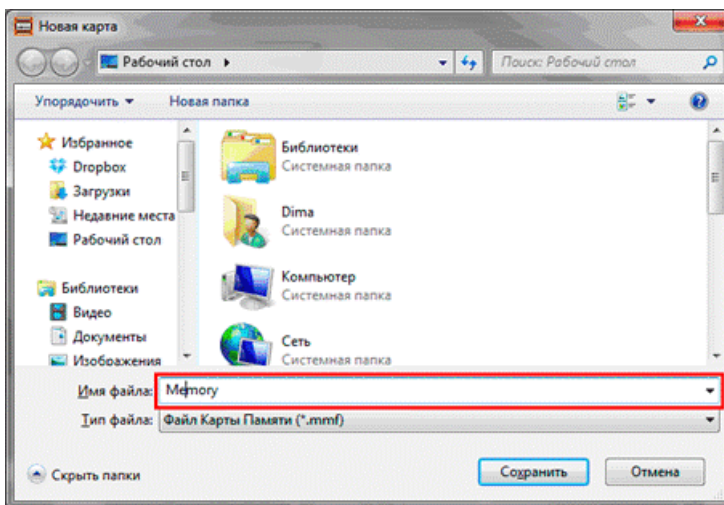 Новая карта
Рабочий стол
Поиск: Рабочий стол
Упорядочить
Новая папка
Избранное
Dropbox
Загрузки
Недавние места
Рабочий стол
Библиотеки
Видео
Документы
Изображения
Библиотеки
Системная папка
Dima
Системная папка
Компьютер
Системная папка
Сеть
Системная папка
Имя файла: Memory
Тип файла: Файл Карты Памяти (*.mmf)
Скрыть папки
Сохранить
Отмена